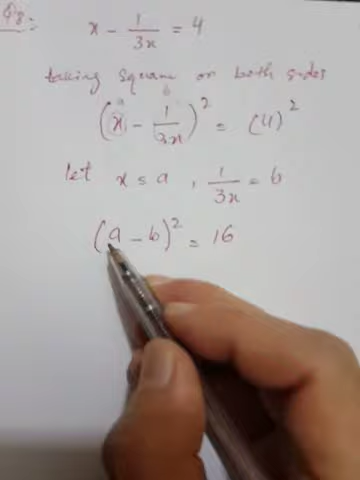 Q8:
x - 1/3x = 4
taking square on both sides
a b
(x - 1/3x)² = (4)²
let x = a , 1/3x = b
(a - b)² = 16